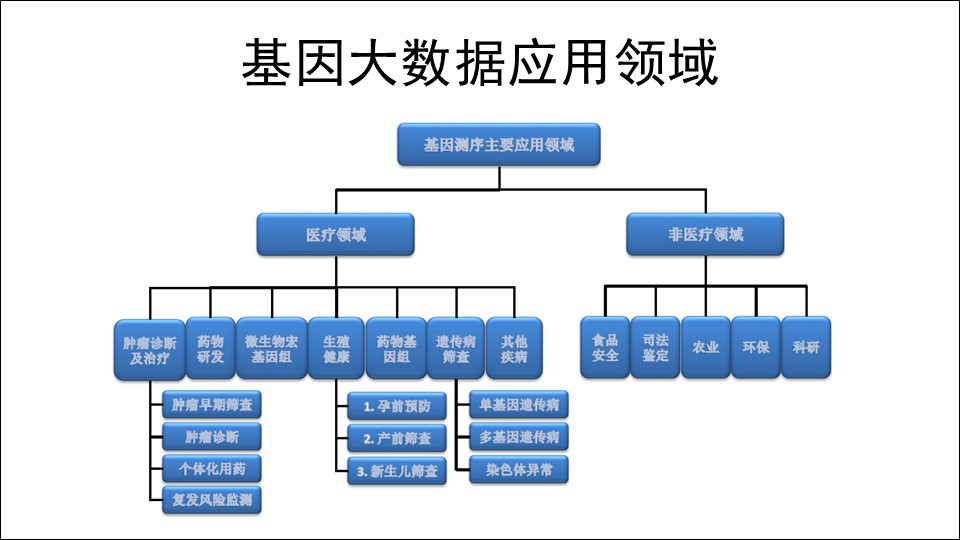 基因大数据应用领域
基因测序主要应用领域
医疗领域
非医疗领域
肿瘤诊断
及治疗
药物
研发
微生物宏
基因组
生殖
健康
药物基
因组
遗传病
筛查
其他
疾病
食品
安全
司法
鉴定
农业
环保
科研
肿瘤早期筛查
肿瘤诊断
个体化用药
复发风险监测
1. 孕前预防
2. 产前筛查
3. 新生儿筛查
单基因遗传病
多基因遗传病
染色体异常